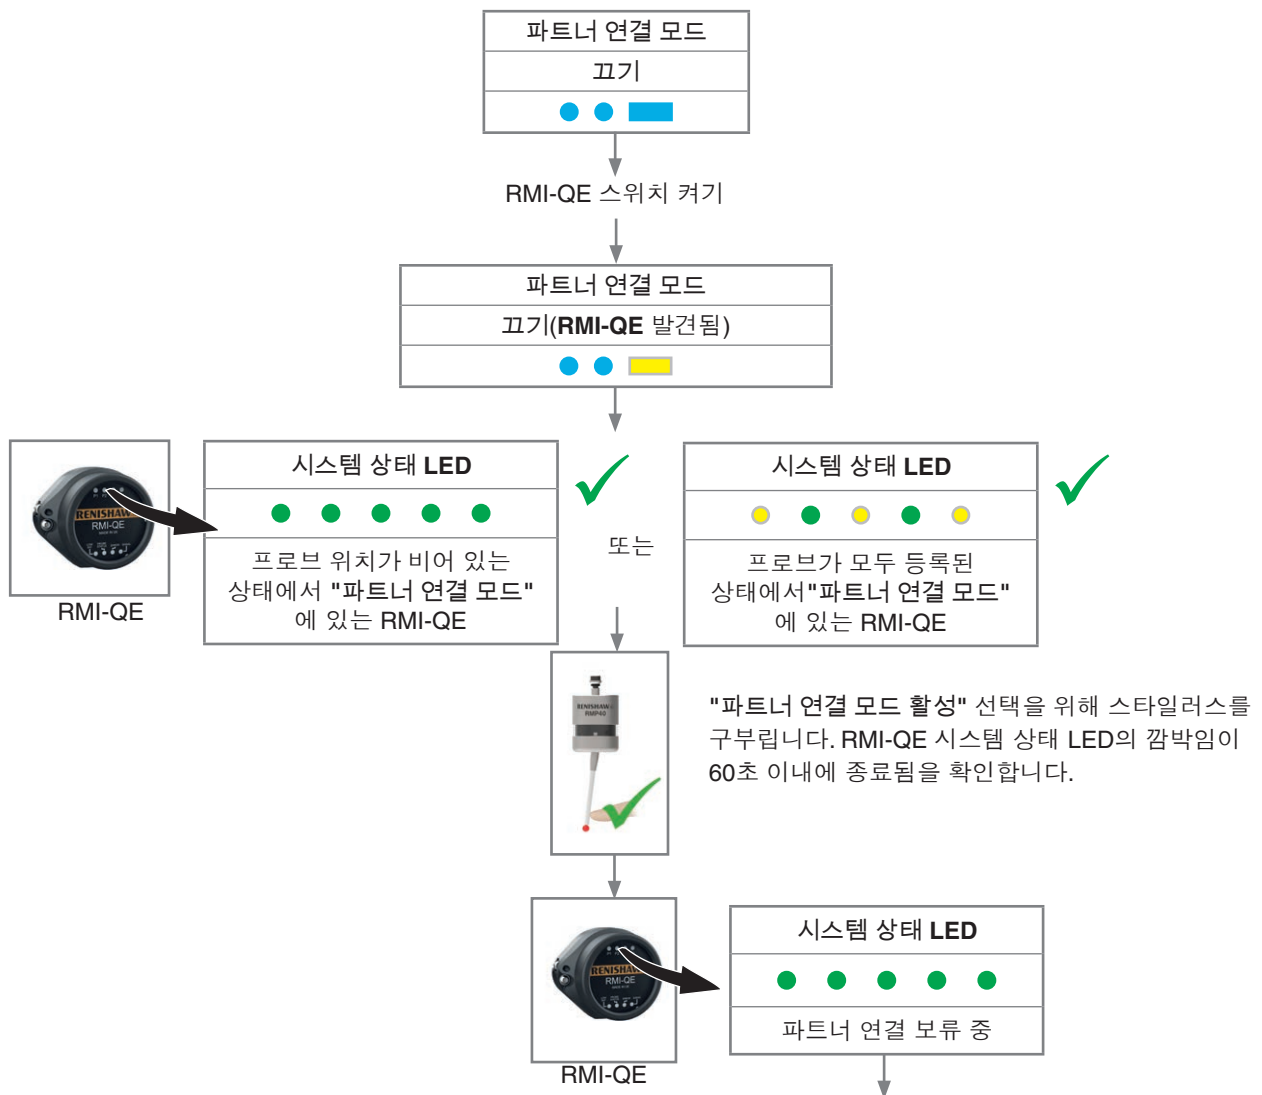 파트너 연결 모드
끄기
RMI-QE 스위치 켜기
파트너 연결 모드
끄기(RMI-QE 발견됨)
시스템 상태 LED
프로브 위치가 비어 있는
상태에서 "파트너 연결 모드"
에 있는 RMI-QE
RENISHAW
RMI-QE
RMI-QE
또는
시스템 상태 LED
프로브가 모두 등록된
상태에서"파트너 연결 모드"
에 있는 RMI-QE
RENISHAW
RMP40
"파트너 연결 모드 활성" 선택을 위해 스타일러스를
구부립니다. RMI-QE 시스템 상태 LED의 깜박임이
60초 이내에 종료됨을 확인합니다.
RENISHAW
RMI-QE
RMI-QE
시스템 상태 LED
파트너 연결 보류 중